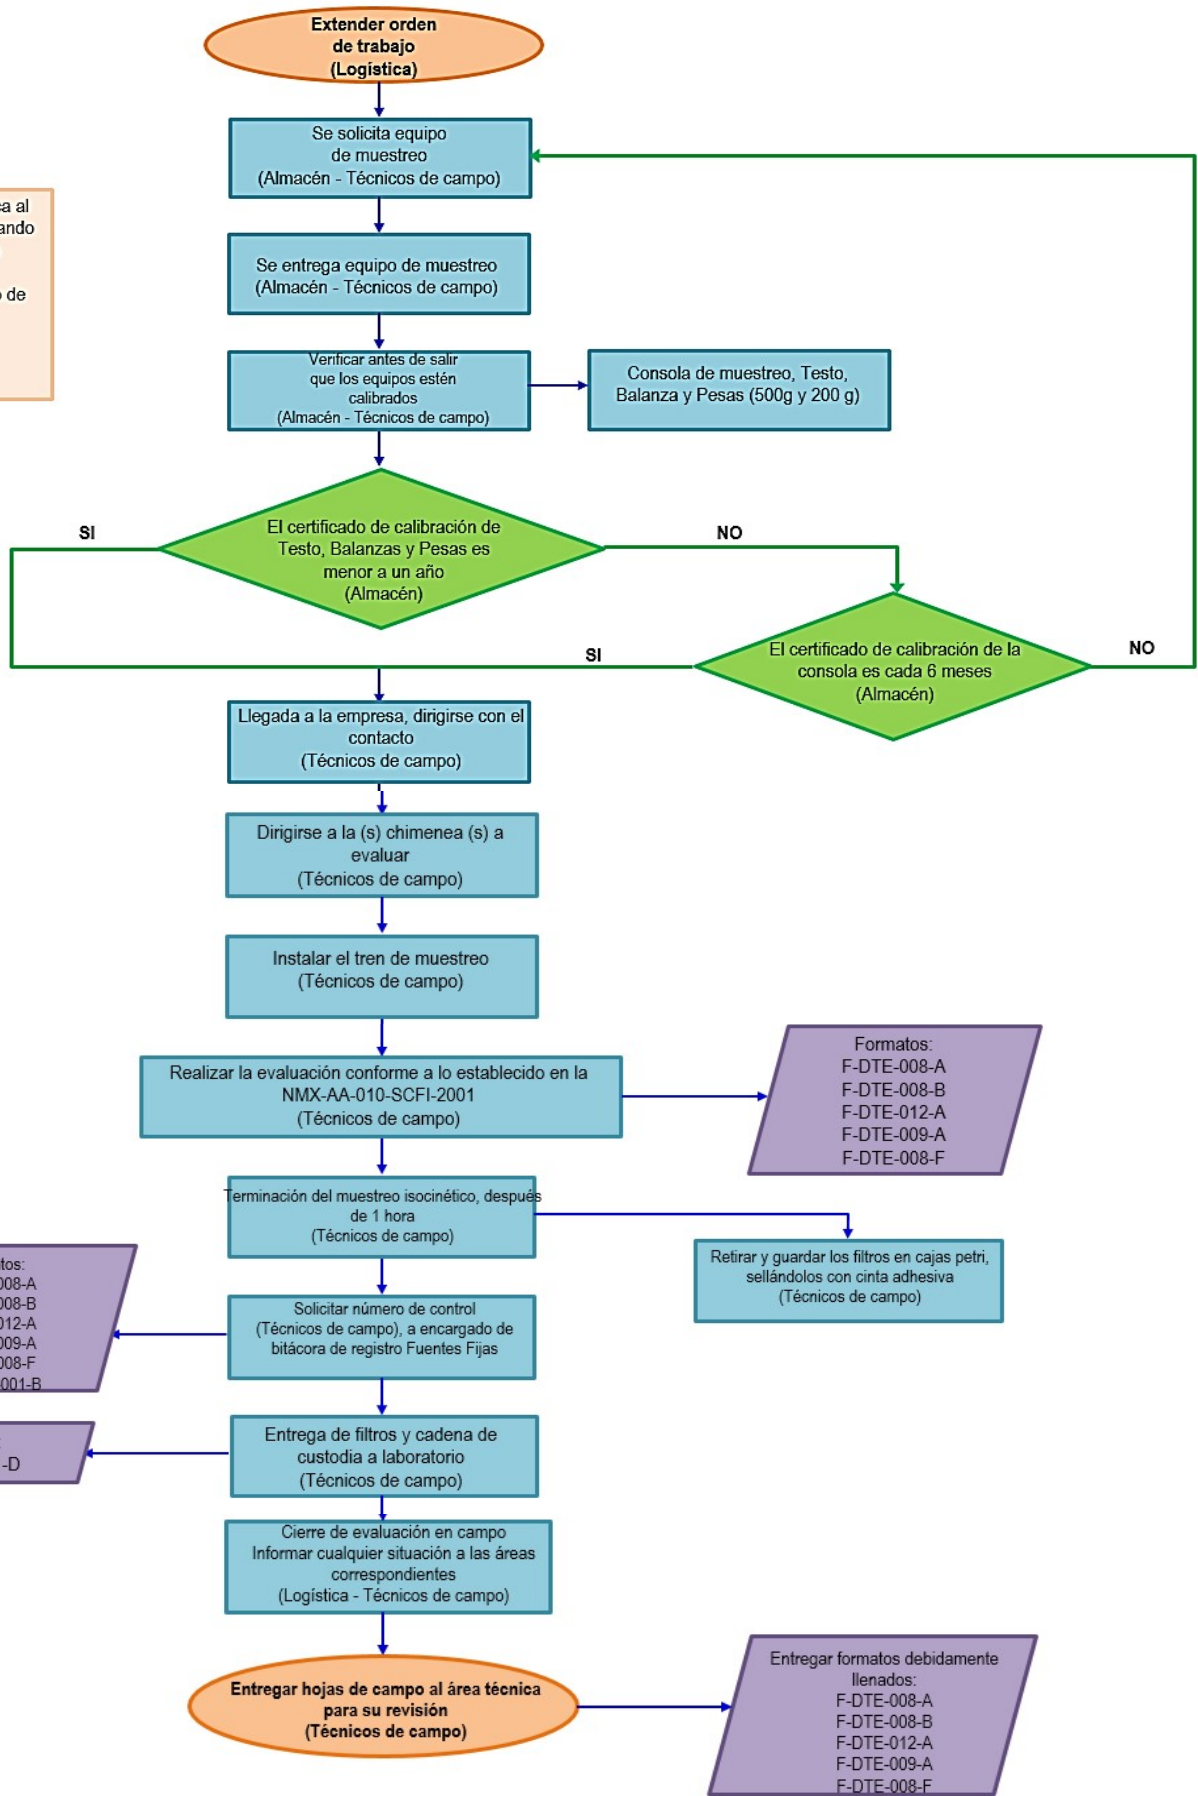 Extender orden
de trabajo
(Logística)
Se solicita equipo
de muestreo
(Almacén - Técnicos de campo)
al
ando
de
Se entrega equipo de muestreo
(Almacén - Técnicos de campo)
Verificar antes de salir
que los equipos estén
calibrados
(Almacén - Técnicos de campo)
Consola de muestreo, Testo,
Balanza y Pesas (500g y 200 g)
El certificado de calibración de
Testo, Balanzas y Pesas es
menor a un año
(Almacén)
SI
NO
El certificado de calibración de la
consola es cada 6 meses
(Almacén)
SI
NO
Llegada a la empresa, dirigirse con el
contacto
(Técnicos de campo)
Dirigirse a la (s) chimenea (s) a
evaluar
(Técnicos de campo)
Instalar el tren de muestreo
(Técnicos de campo)
Realizar la evaluación conforme a lo establecido en la
NMX-AA-010-SCFI-2001
(Técnicos de campo)
Formatos:
F-DTE-008-A
F-DTE-008-B
F-DTE-012-A
F-DTE-009-A
F-DTE-008-F
Terminación del muestreo isocinético, después
de 1 hora
(Técnicos de campo)
Retirar y guardar los filtros en cajas petri,
sellándolos con cinta adhesiva
(Técnicos de campo)
Solicitar número de control
(Técnicos de campo), a encargado de
bitácora de registro Fuentes Fijas
tos:
008-A
008-B
012-A
009-A
008-F
001-B
Entrega de filtros y cadena de
custodia a laboratorio
(Técnicos de campo)
-D
Cierre de evaluación en campo
Informar cualquier situación a las áreas
correspondientes
(Logística - Técnicos de campo)
Entregar hojas de campo al área técnica
para su revisión
(Técnicos de campo)
Entregar formatos debidamente
llenados:
F-DTE-008-A
F-DTE-008-B
F-DTE-012-A
F-DTE-009-A
F-DTE-008-F